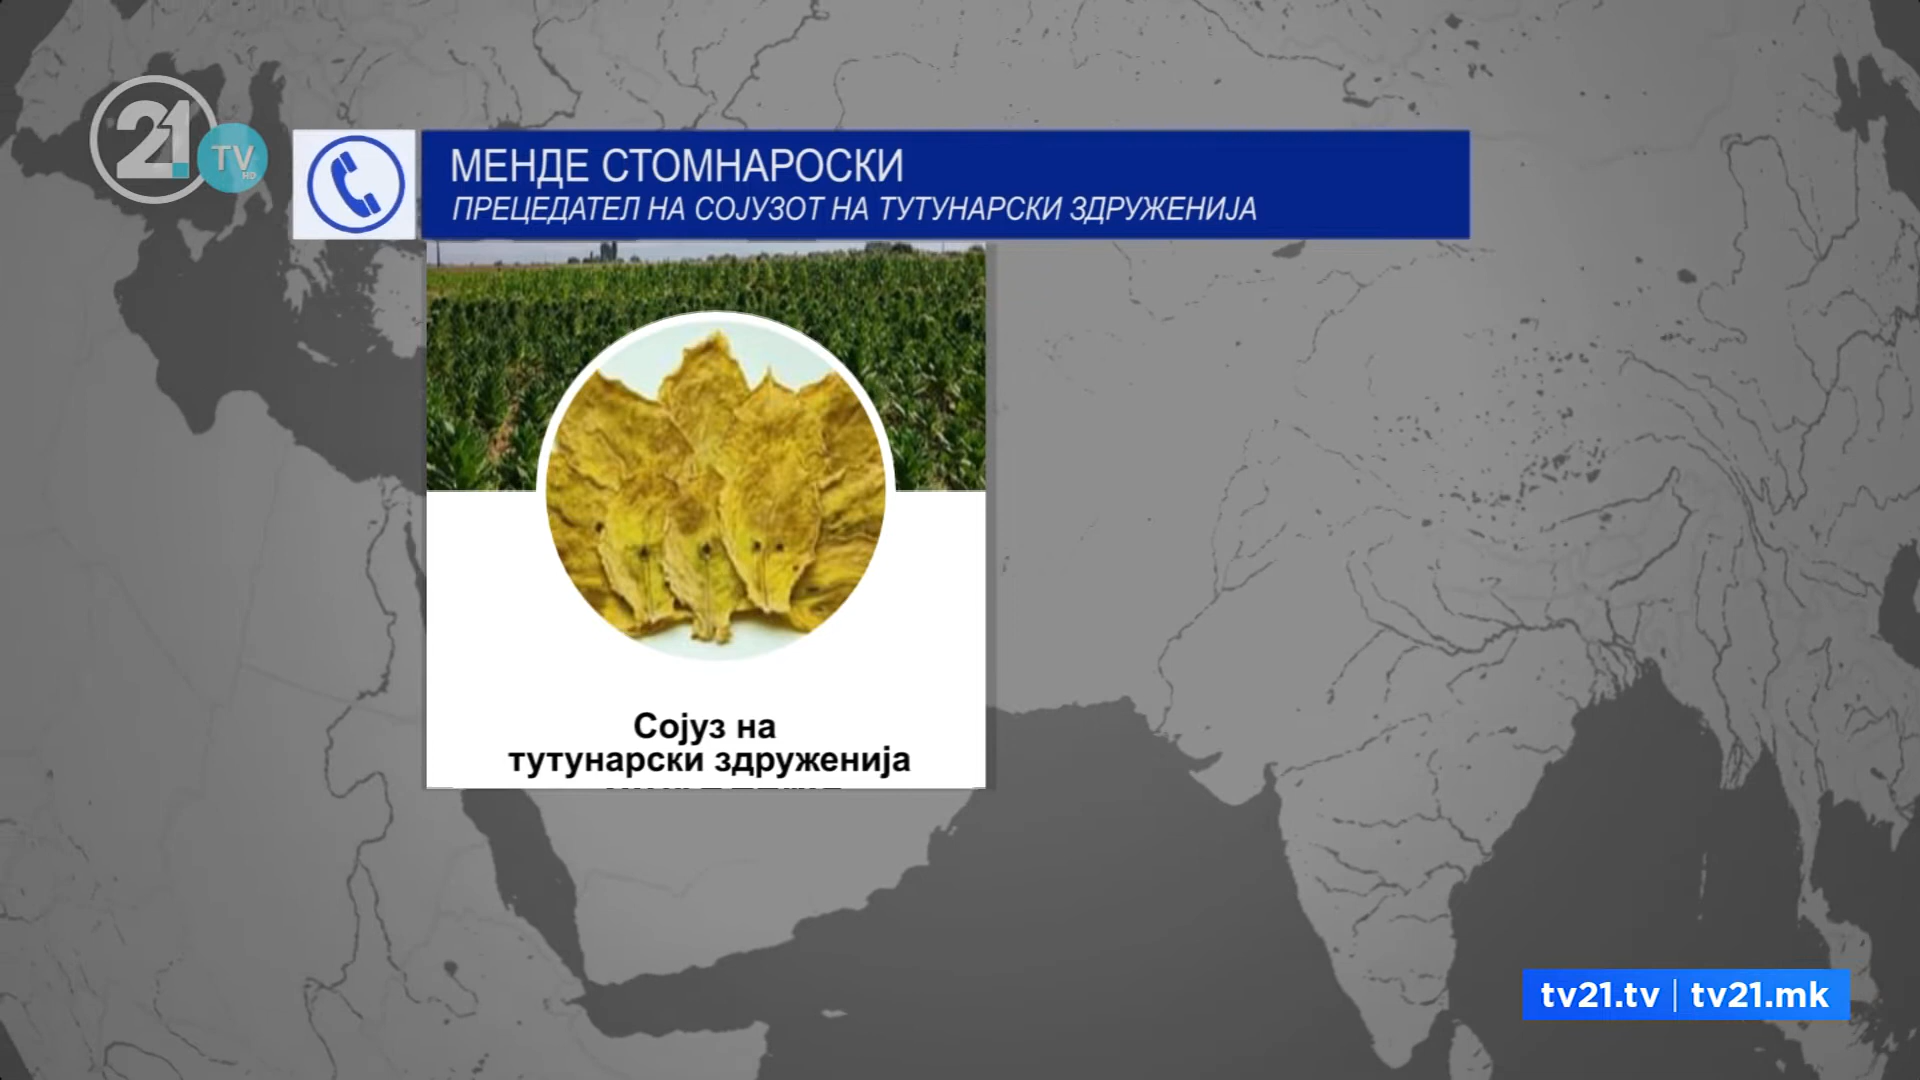 21
TV
HD
МЕНДЕ СТОМНАРОСКИ
ПРЕЦЕДАТЕЛ НА СОЈУЗОТ НА ТУТУНАРСКИ ЗДРУЖЕНИЈА
Сојуз на
тутунарски здруженија
tv21.tv | tv21.mk